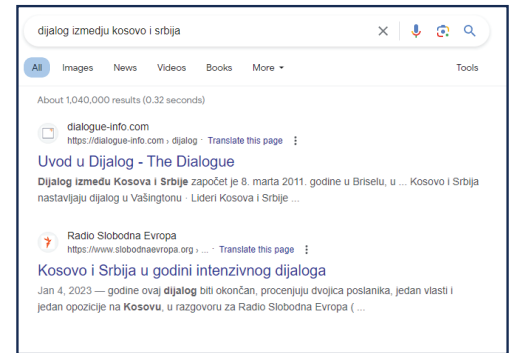 dijalog izmedju kosovo i srbija
All Images News Videos Books More Tools
About 1,040,000 results (0.32 seconds)
dialogue-info.com
https://dialogue-info.com › dijalog · Translate this page
Uvod u Dijalog - The Dialogue
Dijalog između Kosova i Srbije započet je 8. marta 2011. godine u Briselu, u ... Kosovo i Srbija
nastavljaju dijalog u Vašingtonu · Lideri Kosova i Srbije ...
Radio Slobodna Evropa
https://www.slobodnaevropa.org › ... · Translate this page
Kosovo i Srbija u godini intenzivnog dijaloga
Jan 4, 2023 — godine ovaj dijalog biti okončan, procenjuju dvojica poslanika, jedan vlasti i
jedan opozicije na Kosovu, u razgovoru za Radio Slobodna Evropa ( ...